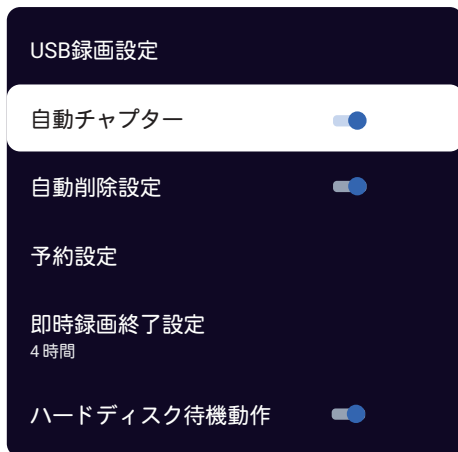 USB録画設定
自動チャプター
自動削除設定
予約設定
即時録画終了設定
4時間
ハードディスク待機動作